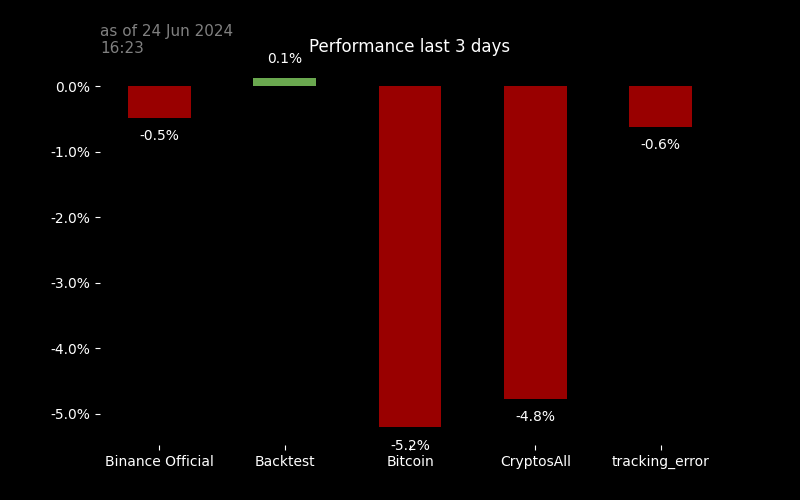 as of 24 Jun 2024
16:23
Performance last 3 days
0.1%
0.0%
-0.5%
-0.6%
-1.0%
-2.0%
-3.0%
-4.0%
-5.0%
-4.8%
-5.2%
Binance Official
Backtest
Bitcoin
CryptosAll
tracking_error